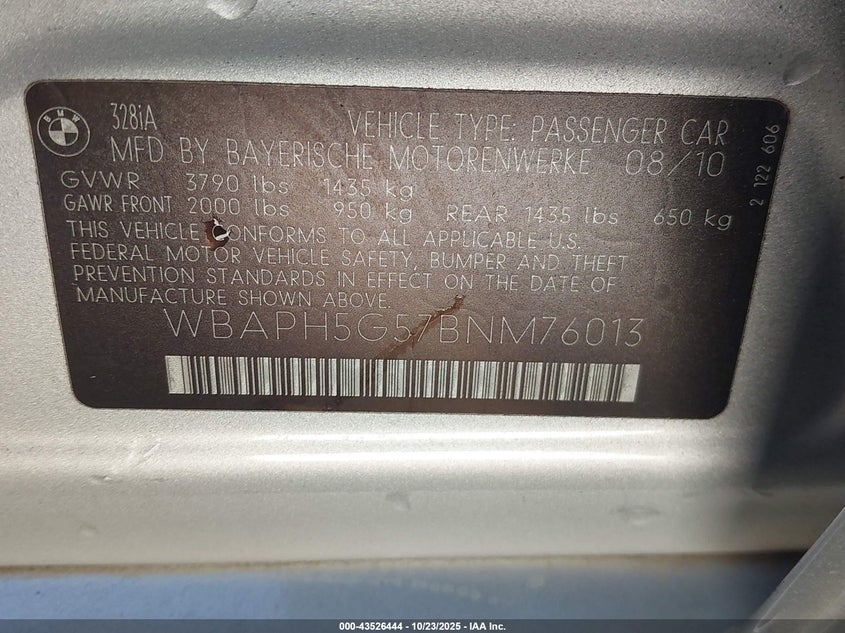 BMW
328iA
VEHICLE TYPE: PASSENGER CAR
MFD BY BAYERISCHE MOTORENWERKE 08/10
GVWR 3790 lbs 1435 kg
GAWR FRONT 2000 lbs 950 kg REAR 1435 lbs 650 kg
THIS VEHICLE CONFORMS TO ALL APPLICABLE U.S.
FEDERAL MOTOR VEHICLE SAFETY, BUMPER AND THEFT
PREVENTION STANDARDS IN EFFECT ON THE DATE OF
MANUFACTURE SHOWN ABOVE.
WBAPH5G57BNM76013
2 122 606
000-43526444 | 10/23/2025 | IAA Inc.